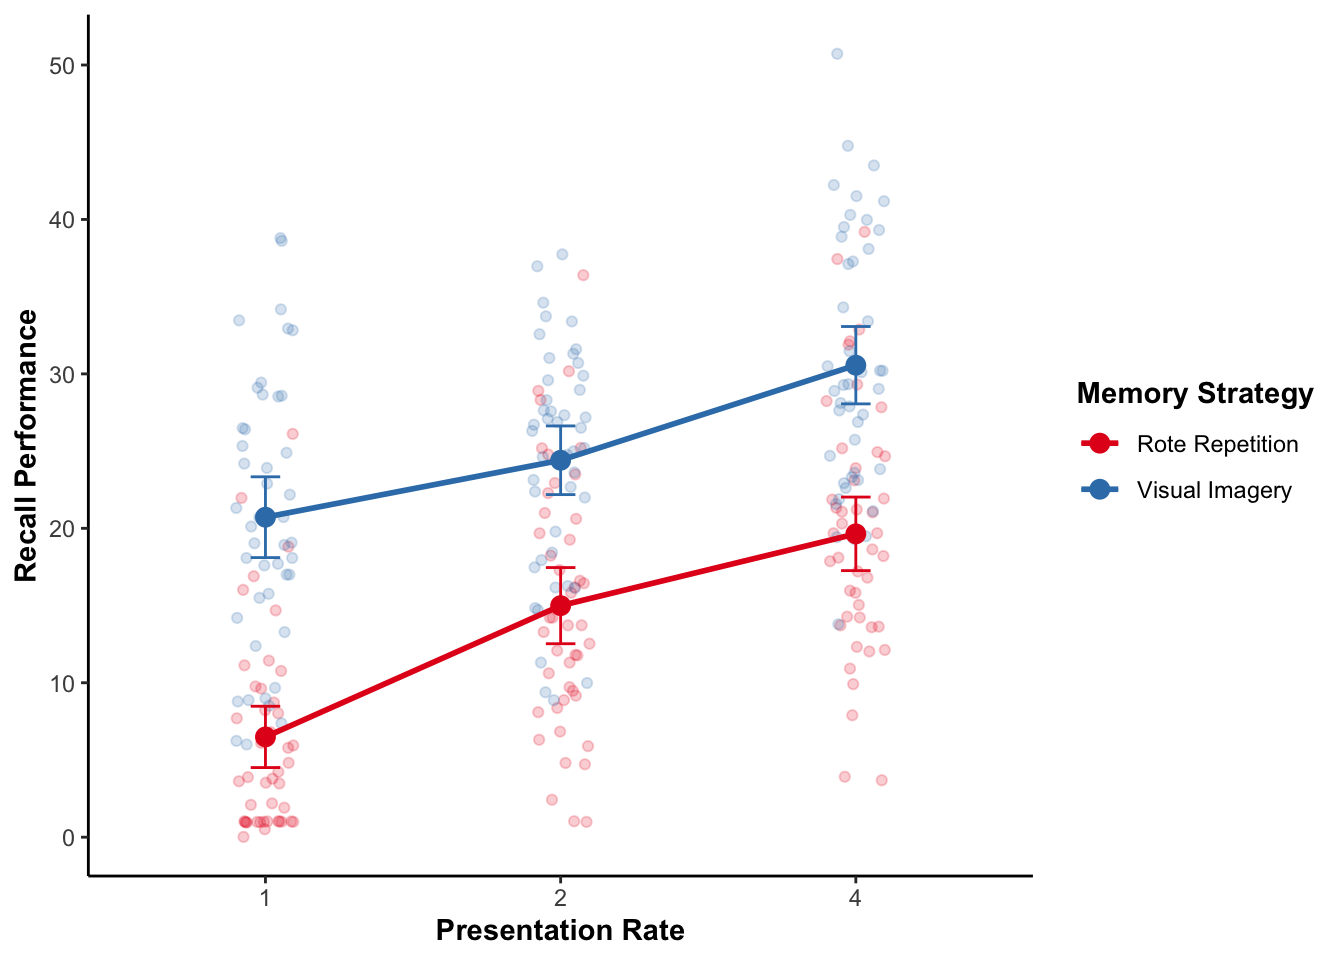 50
40
30
20
10
0
Recall Performance
1
2
4
Presentation Rate
Memory Strategy
Rote Repetition
Visual Imagery